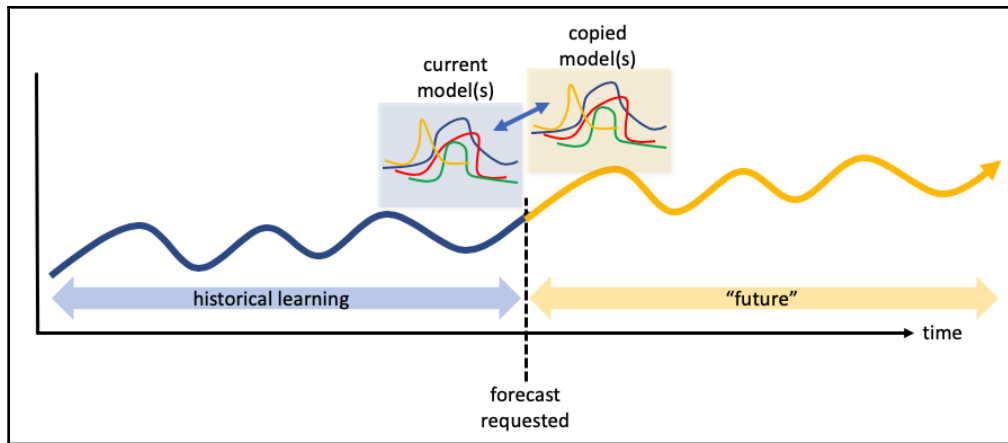 copied
model(s)
current
model(s)
historical learning
“future”
time
forecast
requested